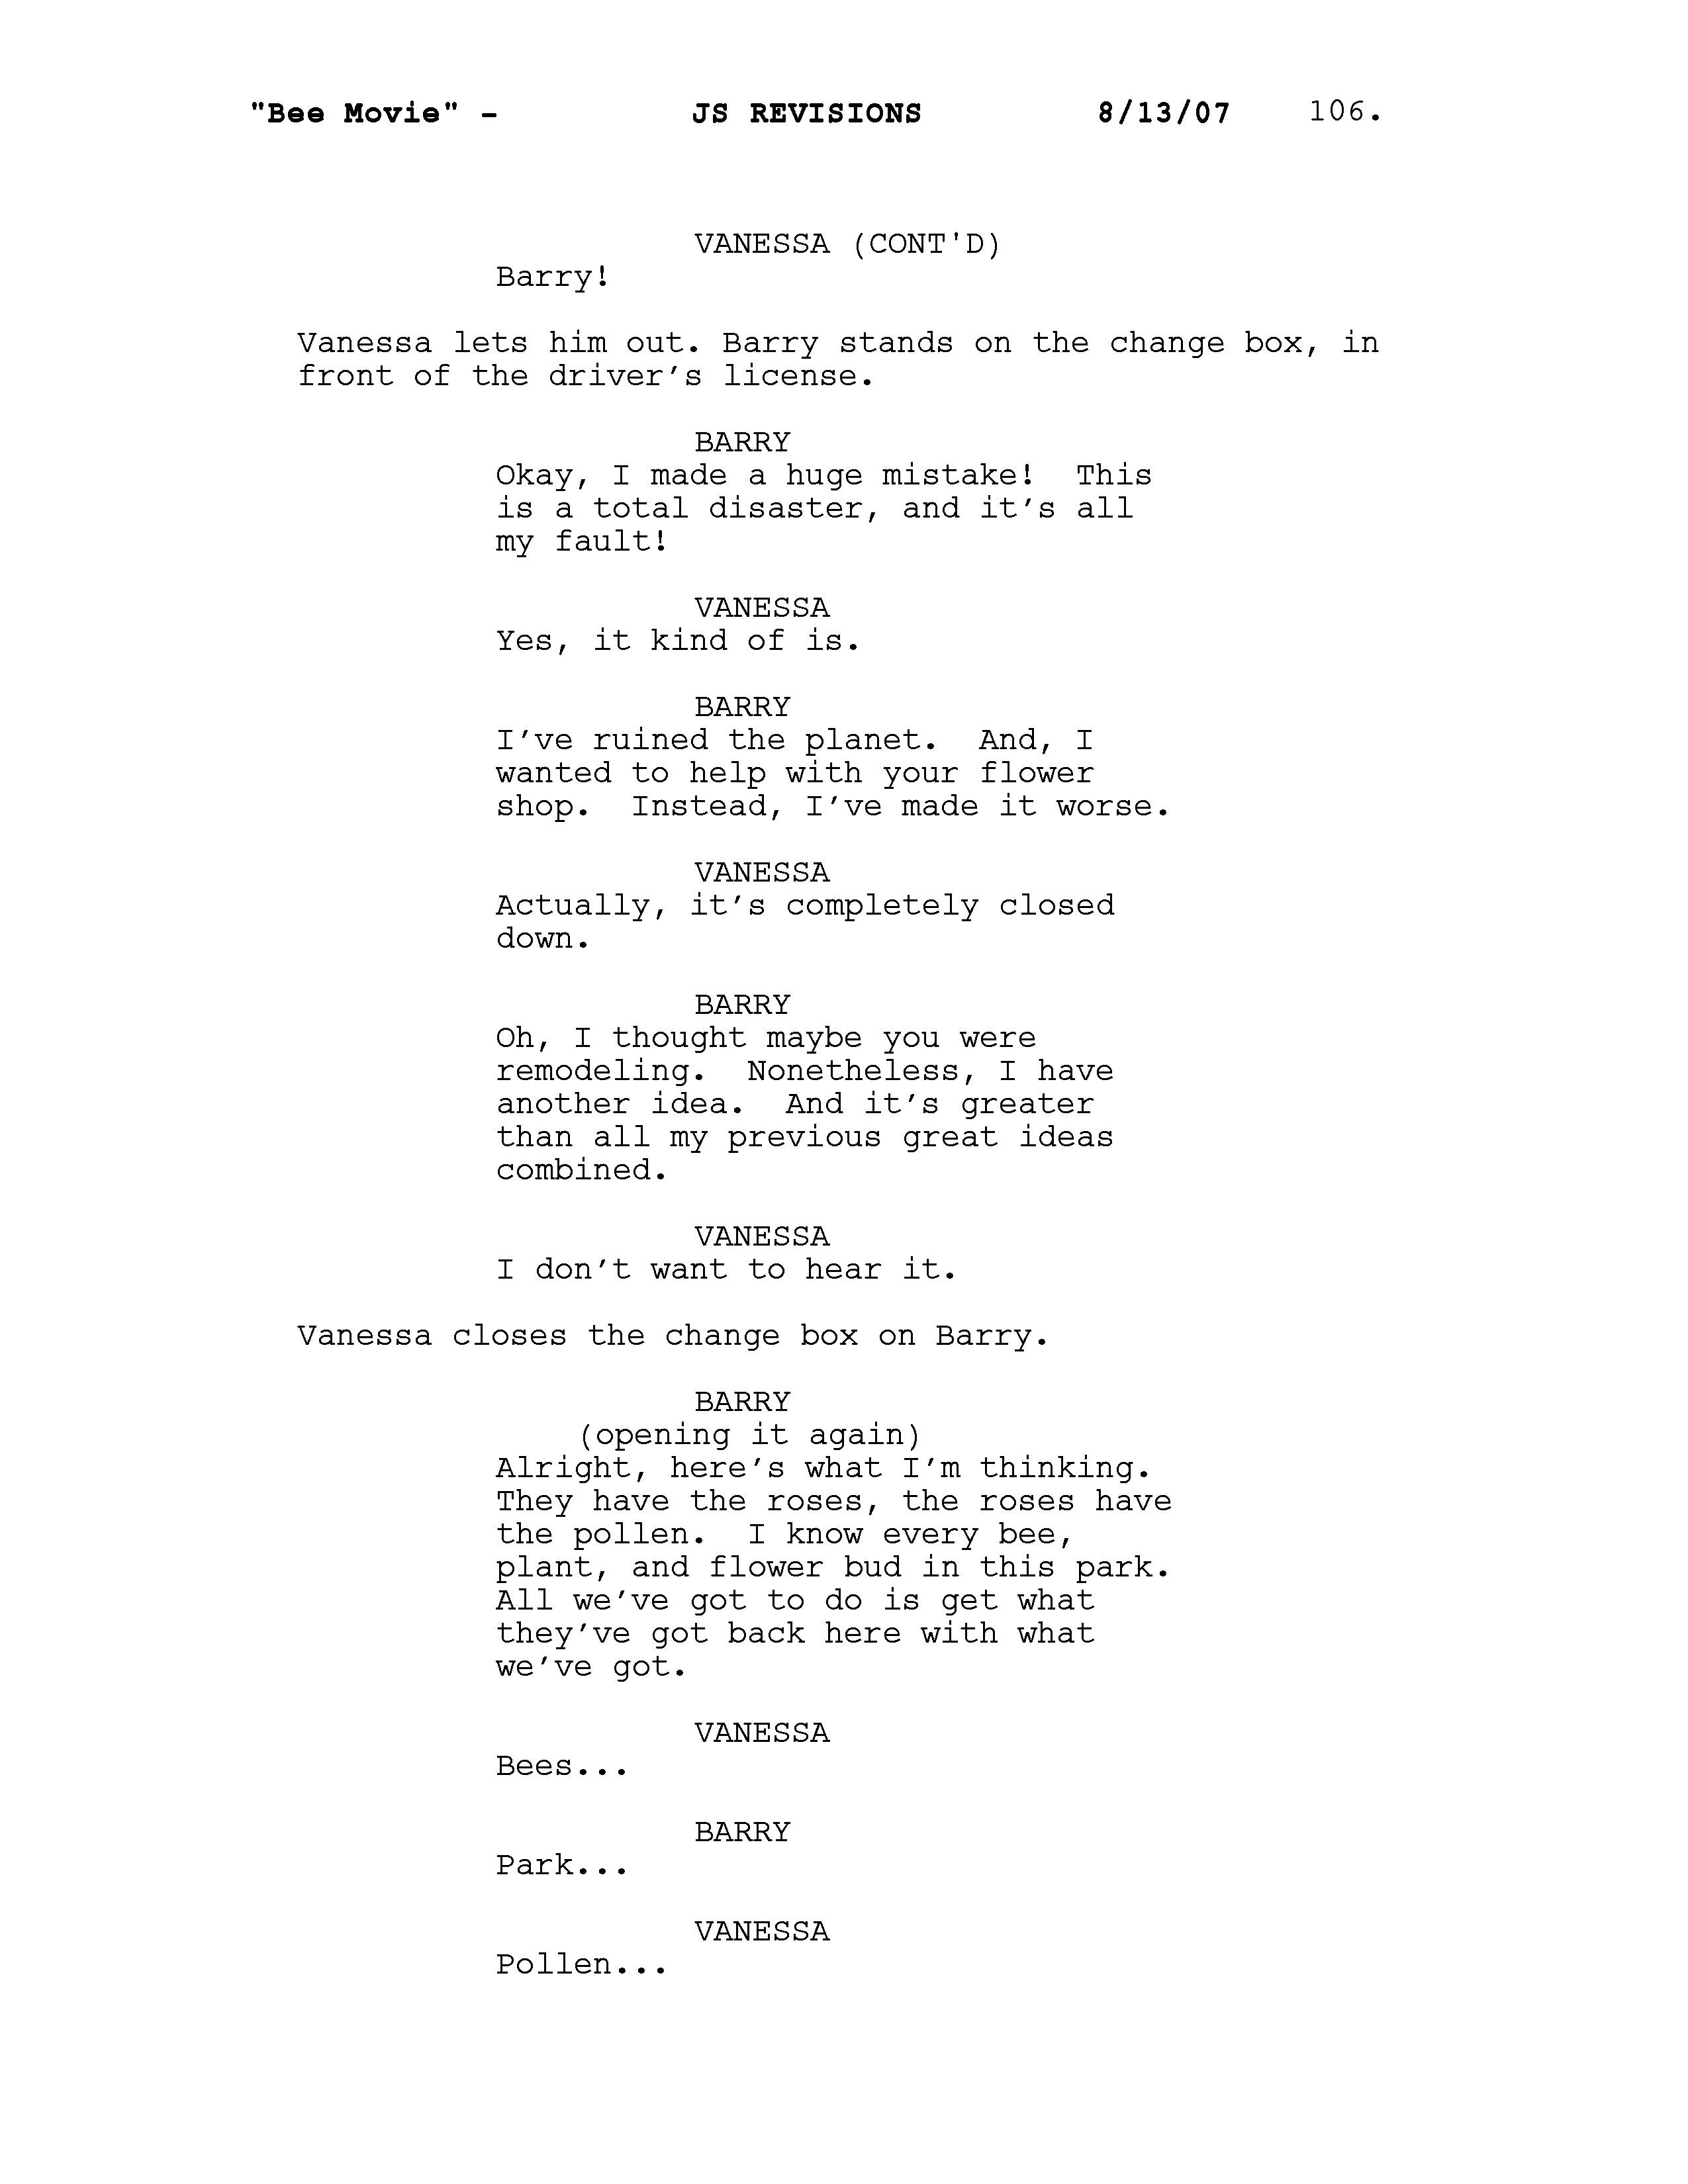 "Bee Movie" - JS REVISIONS 8/13/07 106.
VANESSA (CONT'D)
Barry!
Vanessa lets him out. Barry stands on the change box, in
front of the driver’s license.
BARRY
Okay, I made a huge mistake!  This
is a total disaster, and it’s all
my fault!
VANESSA
Yes, it kind of is.
BARRY
I’ve ruined the planet.  And, I
wanted to help with your flower
shop.  Instead, I’ve made it worse.
VANESSA
Actually, it’s completely closed
down.
BARRY
Oh, I thought maybe you were
remodeling.  Nonetheless, I have
another idea.  And it’s greater
than all my previous great ideas
combined.
VANESSA
I don’t want to hear it.
Vanessa closes the change box on Barry.
BARRY
(opening it again)
Alright, here’s what I’m thinking.
They have the roses, the roses have
the pollen.  I know every bee,
plant, and flower bud in this park.
All we’ve got to do is get what
they’ve got back here with what
we’ve got.
VANESSA
Bees...
BARRY
Park...
VANESSA
Pollen...